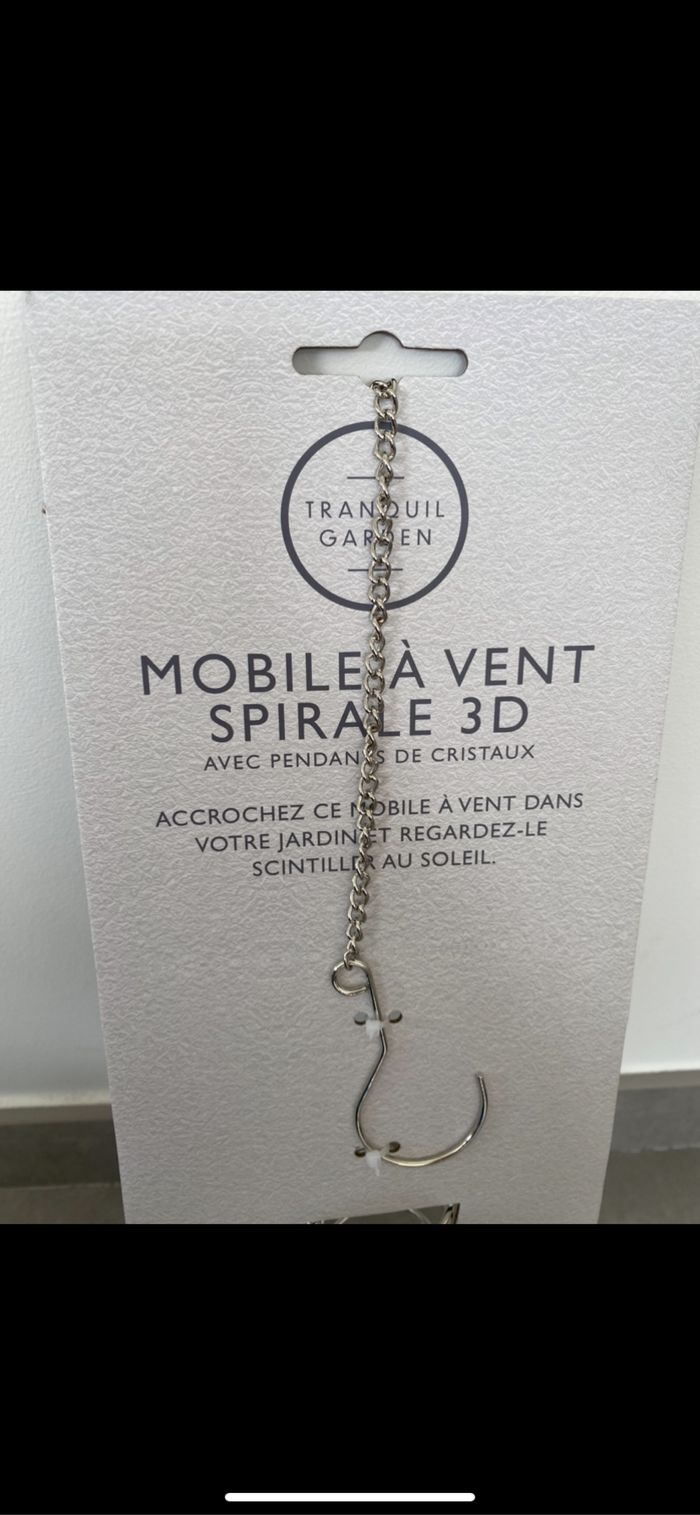 TRANQUIL
GARDEN
MOBILE À VENT
SPIRALE 3D
AVEC PENDANTS DE CRISTAUX
ACCROCHEZ CE MOBILE À VENT DANS
VOTRE JARDIN ET REGARDEZ-LE
SCINTILLER AU SOLEIL.